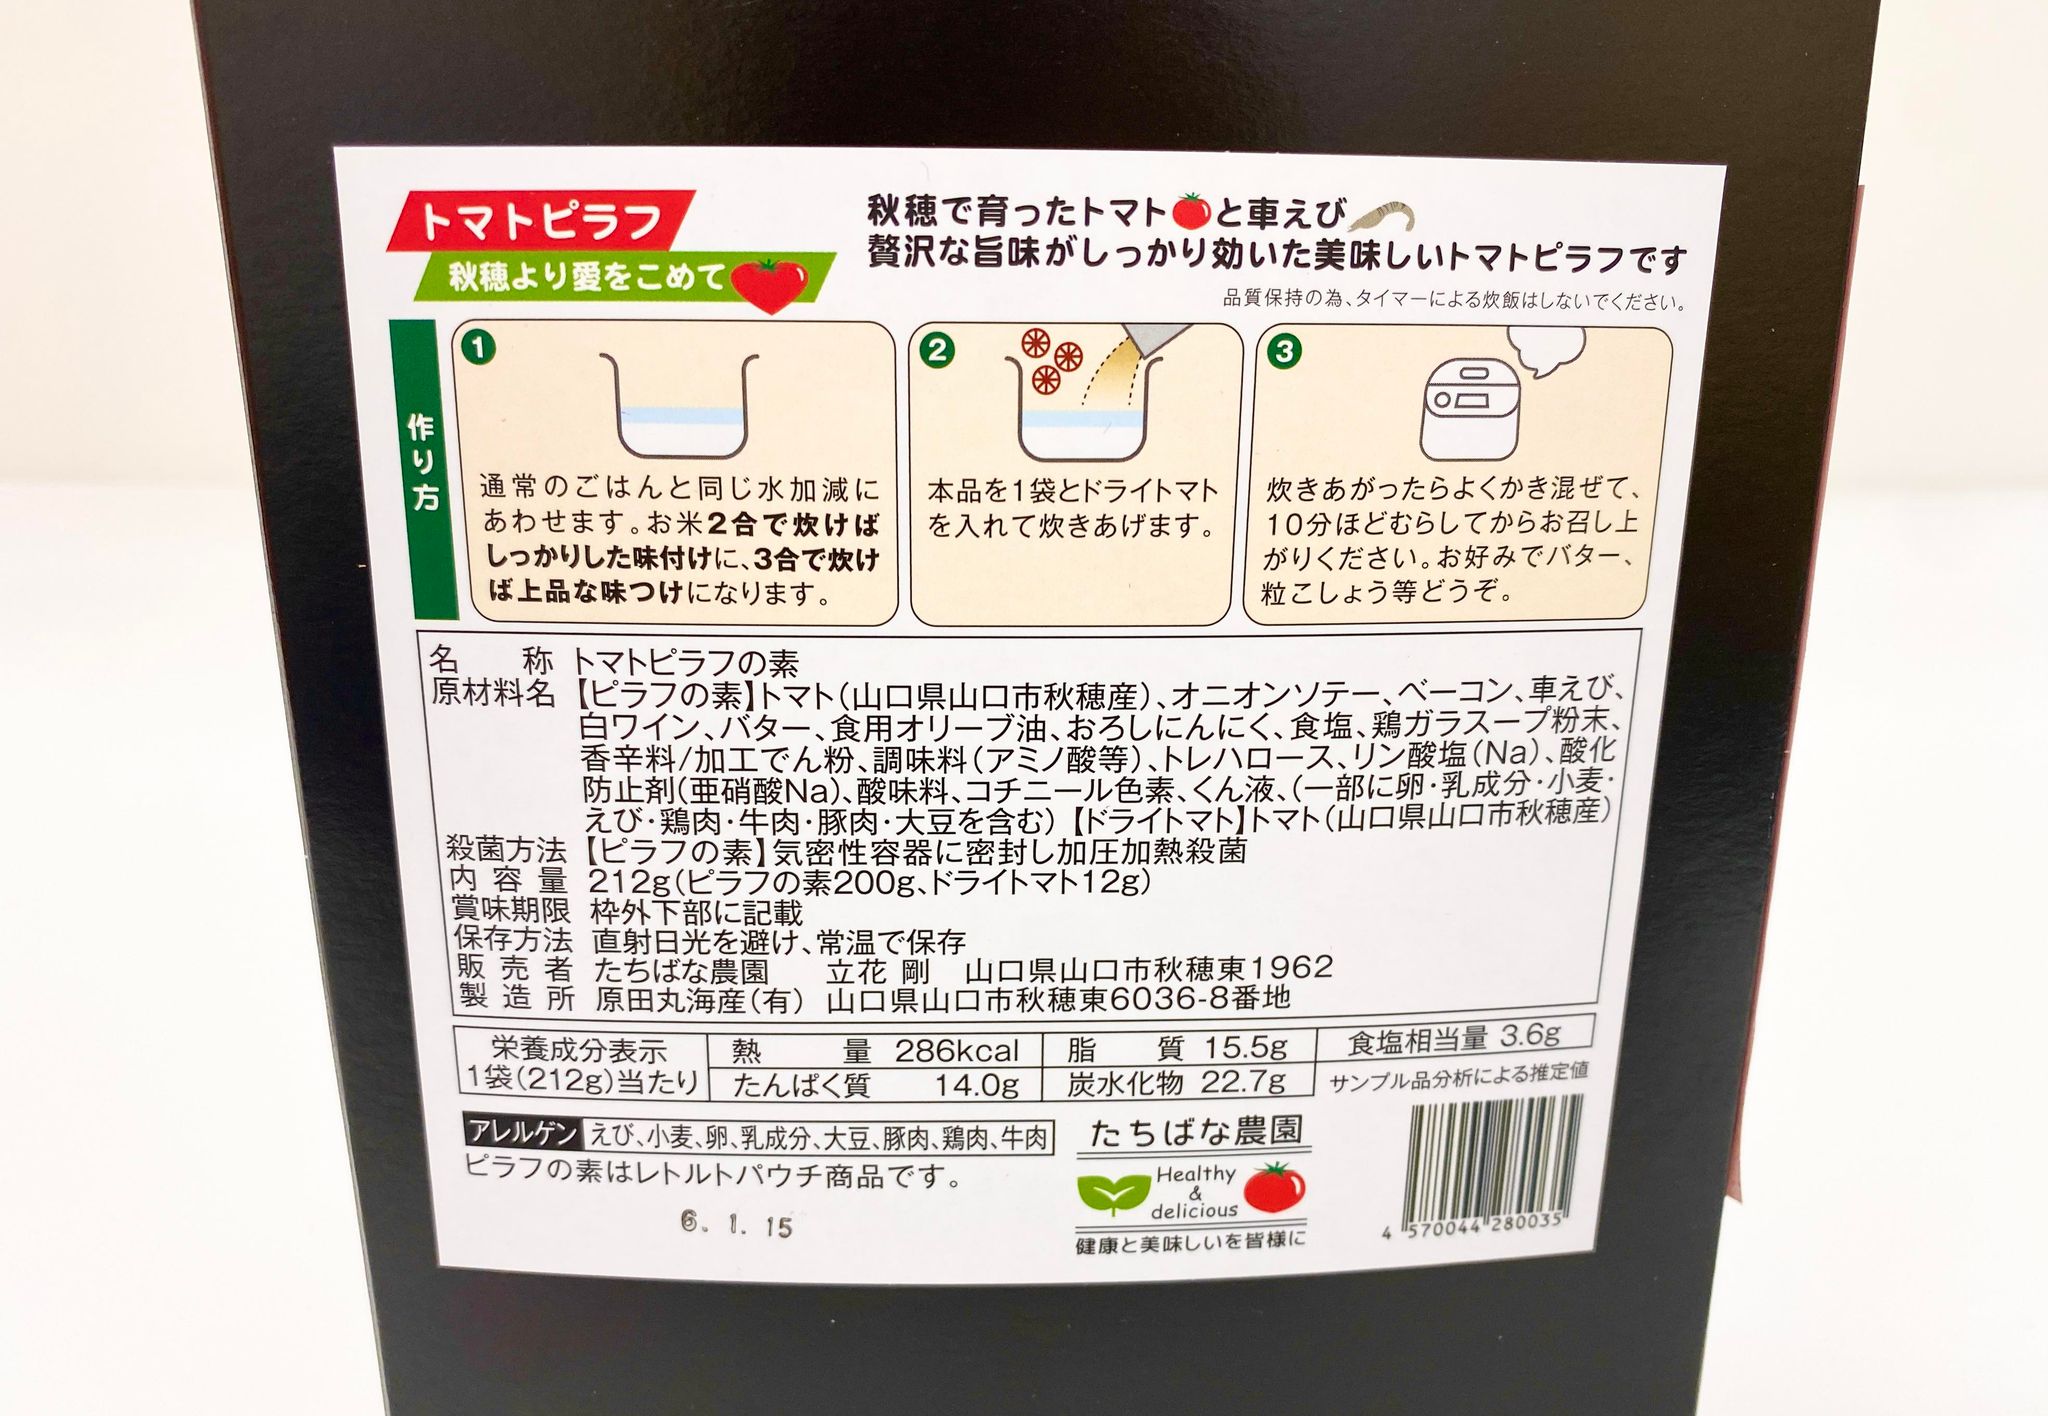 トマトピラフ
秋穂より愛をこめて
秋穂で育ったトマトと車えび
贅沢な旨味がしっかり効いた美味しいトマトピラフです
品質保持の為、タイマーによる炊飯はしないでください。
作り方
1
通常のごはんと同じ水加減に
あわせます。お米2合で炊けば
しっかりした味付けに、3合で炊け
ば上品な味つけになります。
2
本品を1袋とドライトマト
を入れて炊きあげます。
3
炊きあがったらよくかき混ぜて、
10分ほどむらしてからお召し上
がりください。お好みでバター、
粒こしょう等どうぞ。
名称 トマトピラフの素
原材料名 【ピラフの素】トマト(山口県山口市秋穂産)、オニオンソテー、ベーコン、車えび、
白ワイン、バター、食用オリーブ油、おろしにんにく、食塩、鶏ガラスープ粉末、
香辛料/加工でん粉、調味料(アミノ酸等)、トレハロース、リン酸塩(Na)、酸化
防止剤(亜硝酸Na)、酸味料、コチニール色素、くん液、(一部に卵・乳成分・小麦・
えび・鶏肉・牛肉・豚肉・大豆を含む)【ドライトマト】トマト(山口県山口市秋穂産)
殺菌方法 【ピラフの素】気密性容器に密封し加圧加熱殺菌
内容量 212g(ピラフの素200g、ドライトマト12g)
賞味期限 枠外下部に記載
保存方法 直射日光を避け、常温で保存
販売者 たちばな農園 立花 剛 山口県山口市秋穂東1962
製造所 原田丸海産(有) 山口県山口市秋穂東6036-8番地
栄養成分表示 熱量 286kcal 脂質 15.5g 食塩相当量 3.6g
1袋(212g)当たり たんぱく質 14.0g 炭水化物 22.7g サンプル品分析による推定値
アレルゲン えび、小麦、卵、乳成分、大豆、豚肉、鶏肉、牛肉
ピラフの素はレトルトパウチ商品です。
6. 1. 15
たちばな農園
Healthy
&
delicious
健康と美味しいを皆様に
4 570044 280035